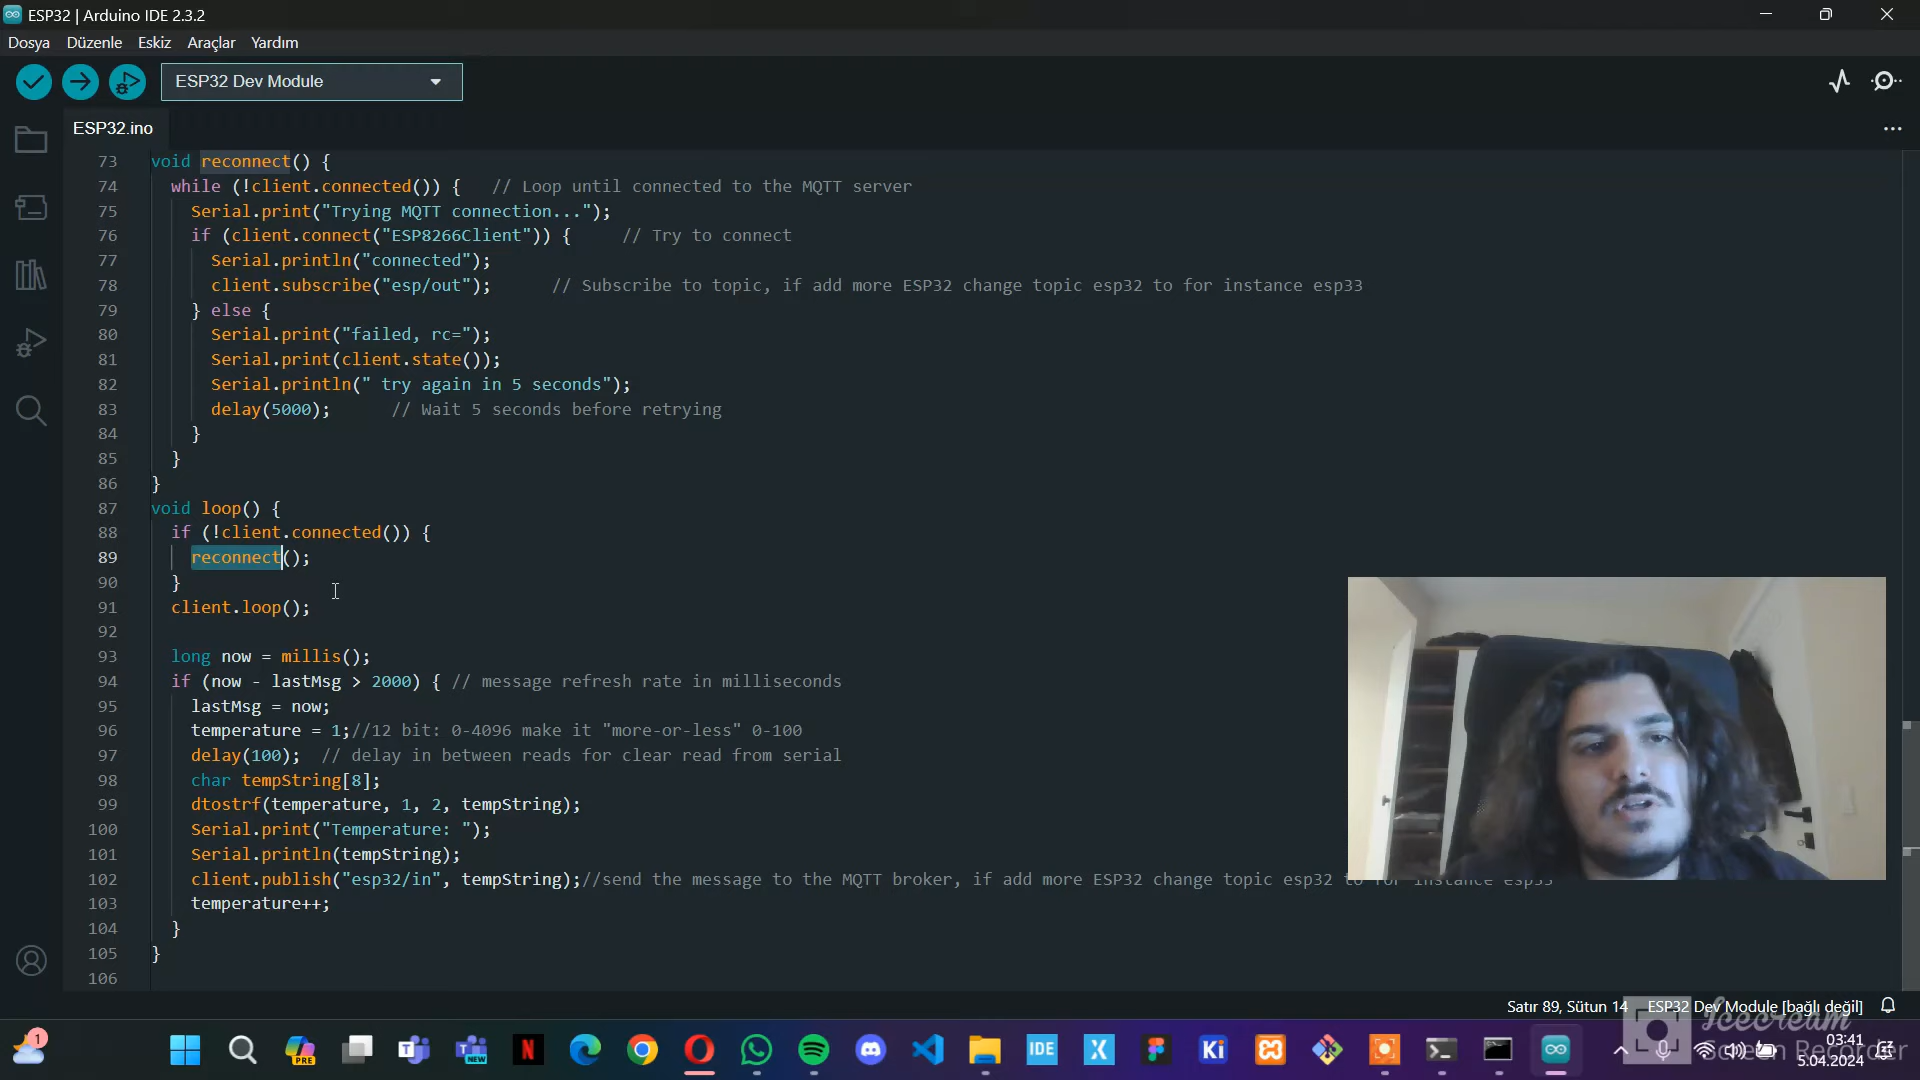 ESP32 | Arduino IDE 2.3.2
Dosya Düzenle Eskiz Araçlar Yardım
ESP32 Dev Module
ESP32.ino
73 void reconnect() {
74 while (!client.connected()) { // Loop until connected to the MQTT server
75 Serial.print("Trying MQTT connection...");
76 if (client.connect("ESP8266Client")) { // Try to connect
77 Serial.println("connected");
78 client.subscribe("esp/out"); // Subscribe to topic, if add more ESP32 change topic esp32 to for instance esp33
79 } else {
80 Serial.print("failed, rc=");
81 Serial.print(client.state());
82 Serial.println(" try again in 5 seconds");
83 delay(5000); // Wait 5 seconds before retrying
84 }
85 }
86 }
87 void loop() {
88 if (!client.connected()) {
89 reconnect();
90 }
91 client.loop();
92
93 long now = millis();
94 if (now - lastMsg > 2000) { // message refresh rate in milliseconds
95 lastMsg = now;
96 temperature = 1;//12 bit: 0-4096 make it "more-or-less" 0-100
97 delay(100); // delay in between reads for clear read from serial
98 char tempString[8];
99 dtostrf(temperature, 1, 2, tempString);
100 Serial.print("Temperature: ");
101 Serial.println(tempString);
102 client.publish("esp32/in", tempString);//send the message to the MQTT broker, if add more ESP32 change topic esp32 to for instance esp33
103 temperature++;
104 }
105 }
106
Satır 89, Sütun 14 ESP32 Dev Module [bağlı değil]
Icecream
Screen Recorder
1
PRE
NEW
N
IDE
X
Ki
03:41
5.04.2024